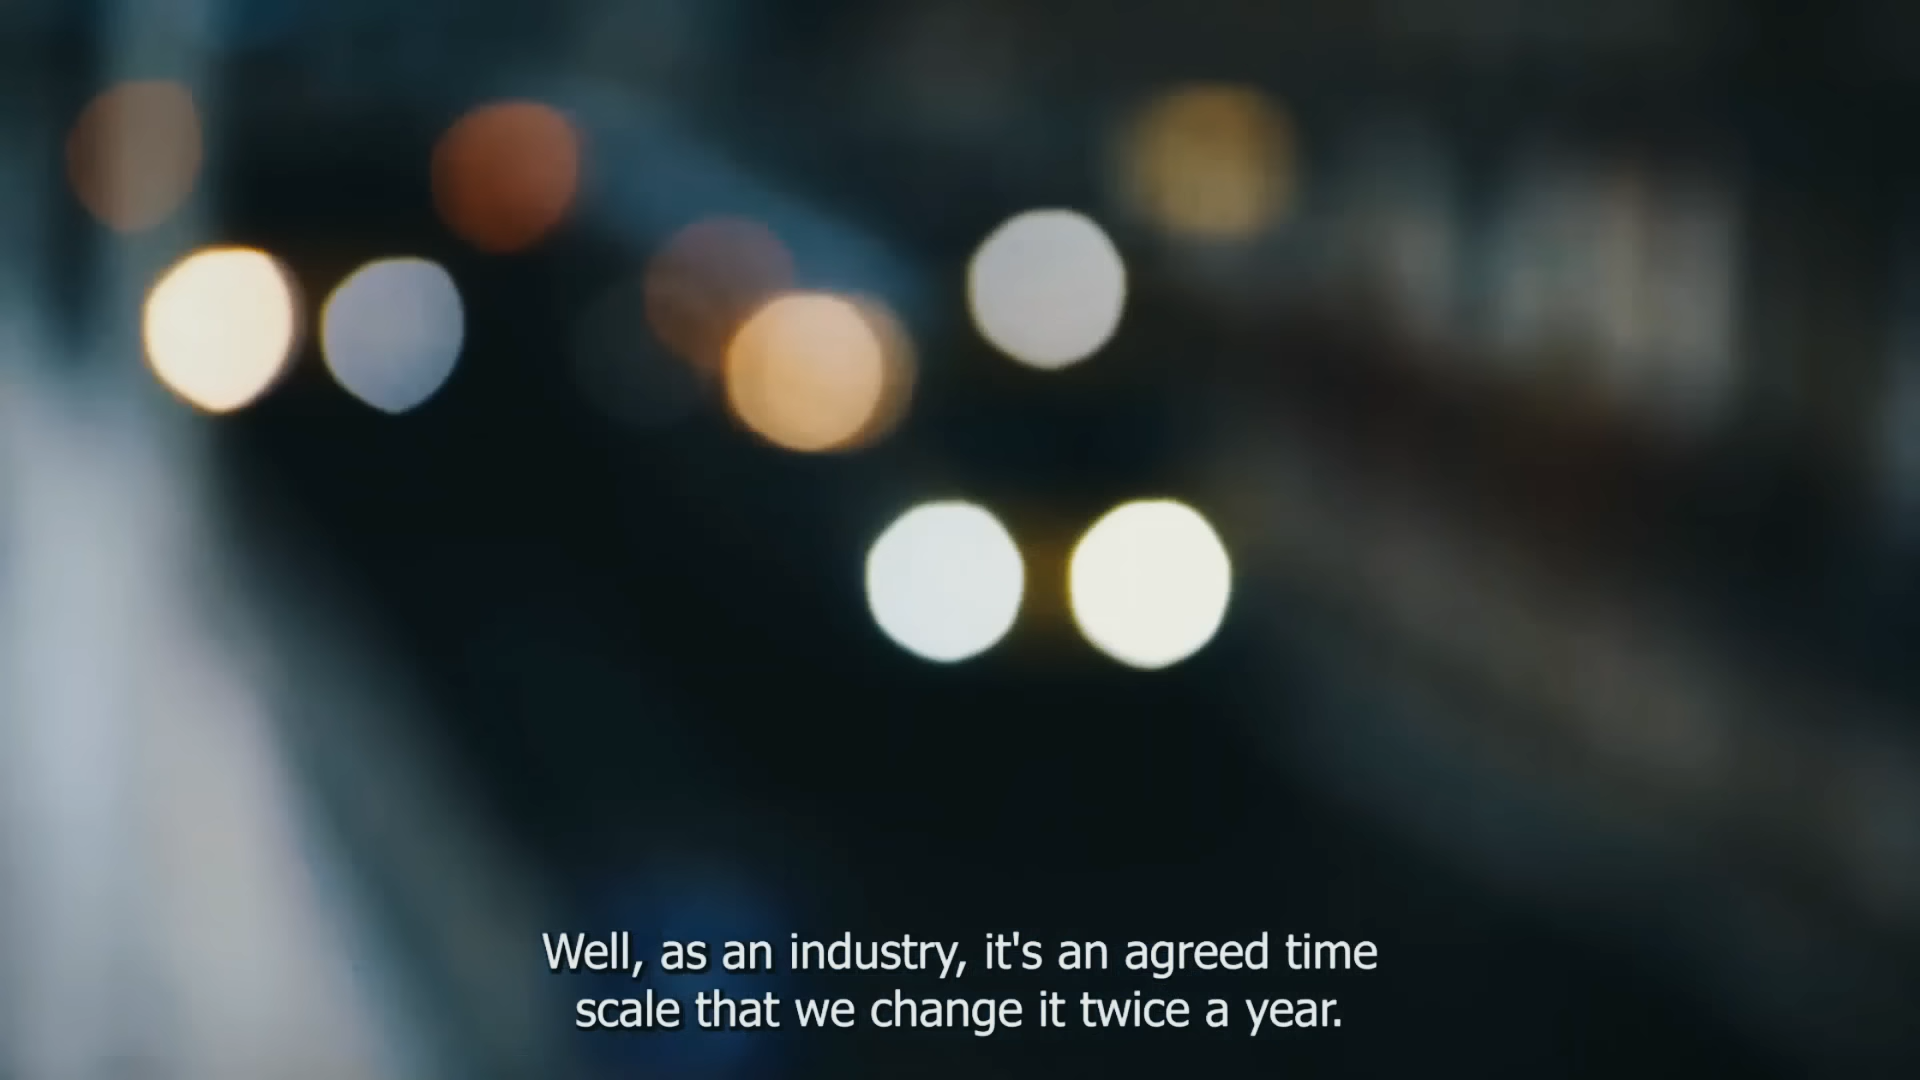 Well, as an industry, it's an agreed time
scale that we change it twice a year.